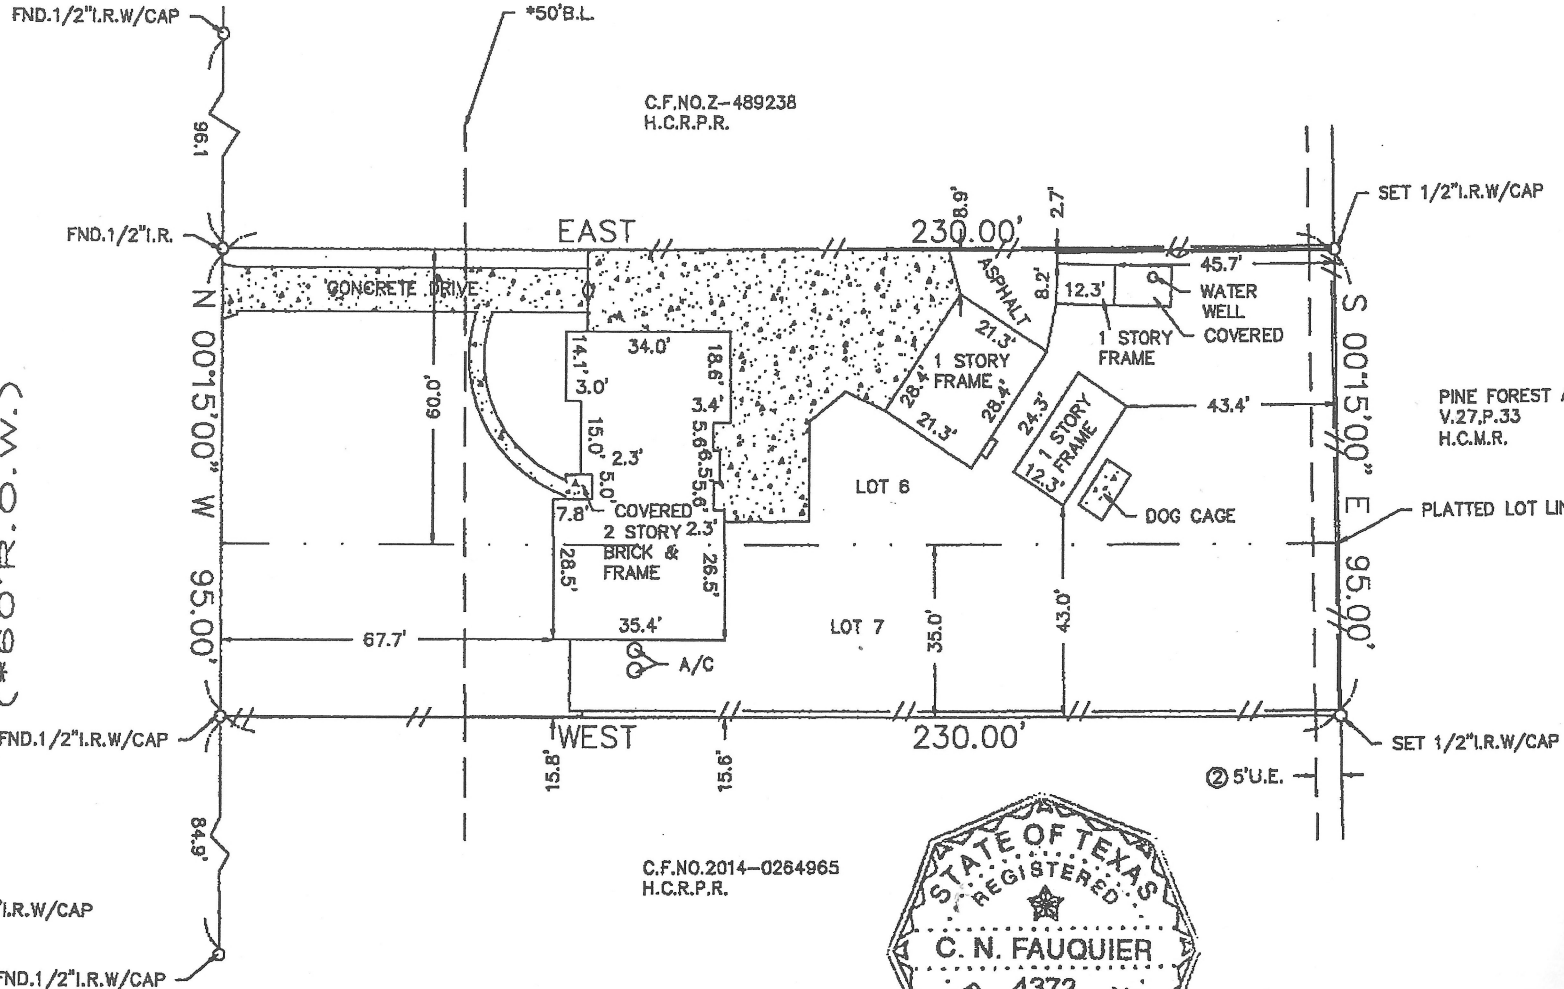 FND.1/2"I.R.W/CAP
*50'B.L.
C.F.NO.Z-489238
H.C.R.P.R.
96.1
SET 1/2"I.R.W/CAP
FND.1/2"I.R.
EAST
230.00'
8.9'
2.7'
45.7'
CONCRETE DRIVE
ASPHALT
8.2'
12.3'
WATER
WELL
COVERED
1 STORY
FRAME
N 00°15'00" W 95.00'
S 00°15'00" E 95.00'
60.0'
14.1'
34.0'
18.6'
3.0'
3.4'
21.3'
1 STORY
FRAME
28.4'
28.4'
21.3'
24.3'
1 STORY
FRAME
12.3'
43.4'
PINE FOREST
V.27,P.33
H.C.M.R.
15.0'
2.3'
5.6'
6.5'
5.6'
5.0'
LOT 6
7.8'
COVERED
2 STORY
BRICK &
FRAME
2.3'
DOG CAGE
PLATTED LOT LIN
28.5'
26.5'
35.4'
67.7'
LOT 7
35.0'
43.0'
A/C
FND.1/2"I.R.W/CAP
WEST
230.00'
SET 1/2"I.R.W/CAP
15.8'
15.6'
② 5'U.E.
84.9'
C.F.NO.2014-0264965
H.C.R.P.R.
STATE OF TEXAS
REGISTERED
C. N. FAUQUIER
4372
I.R.W/CAP
FND.1/2"I.R.W/CAP